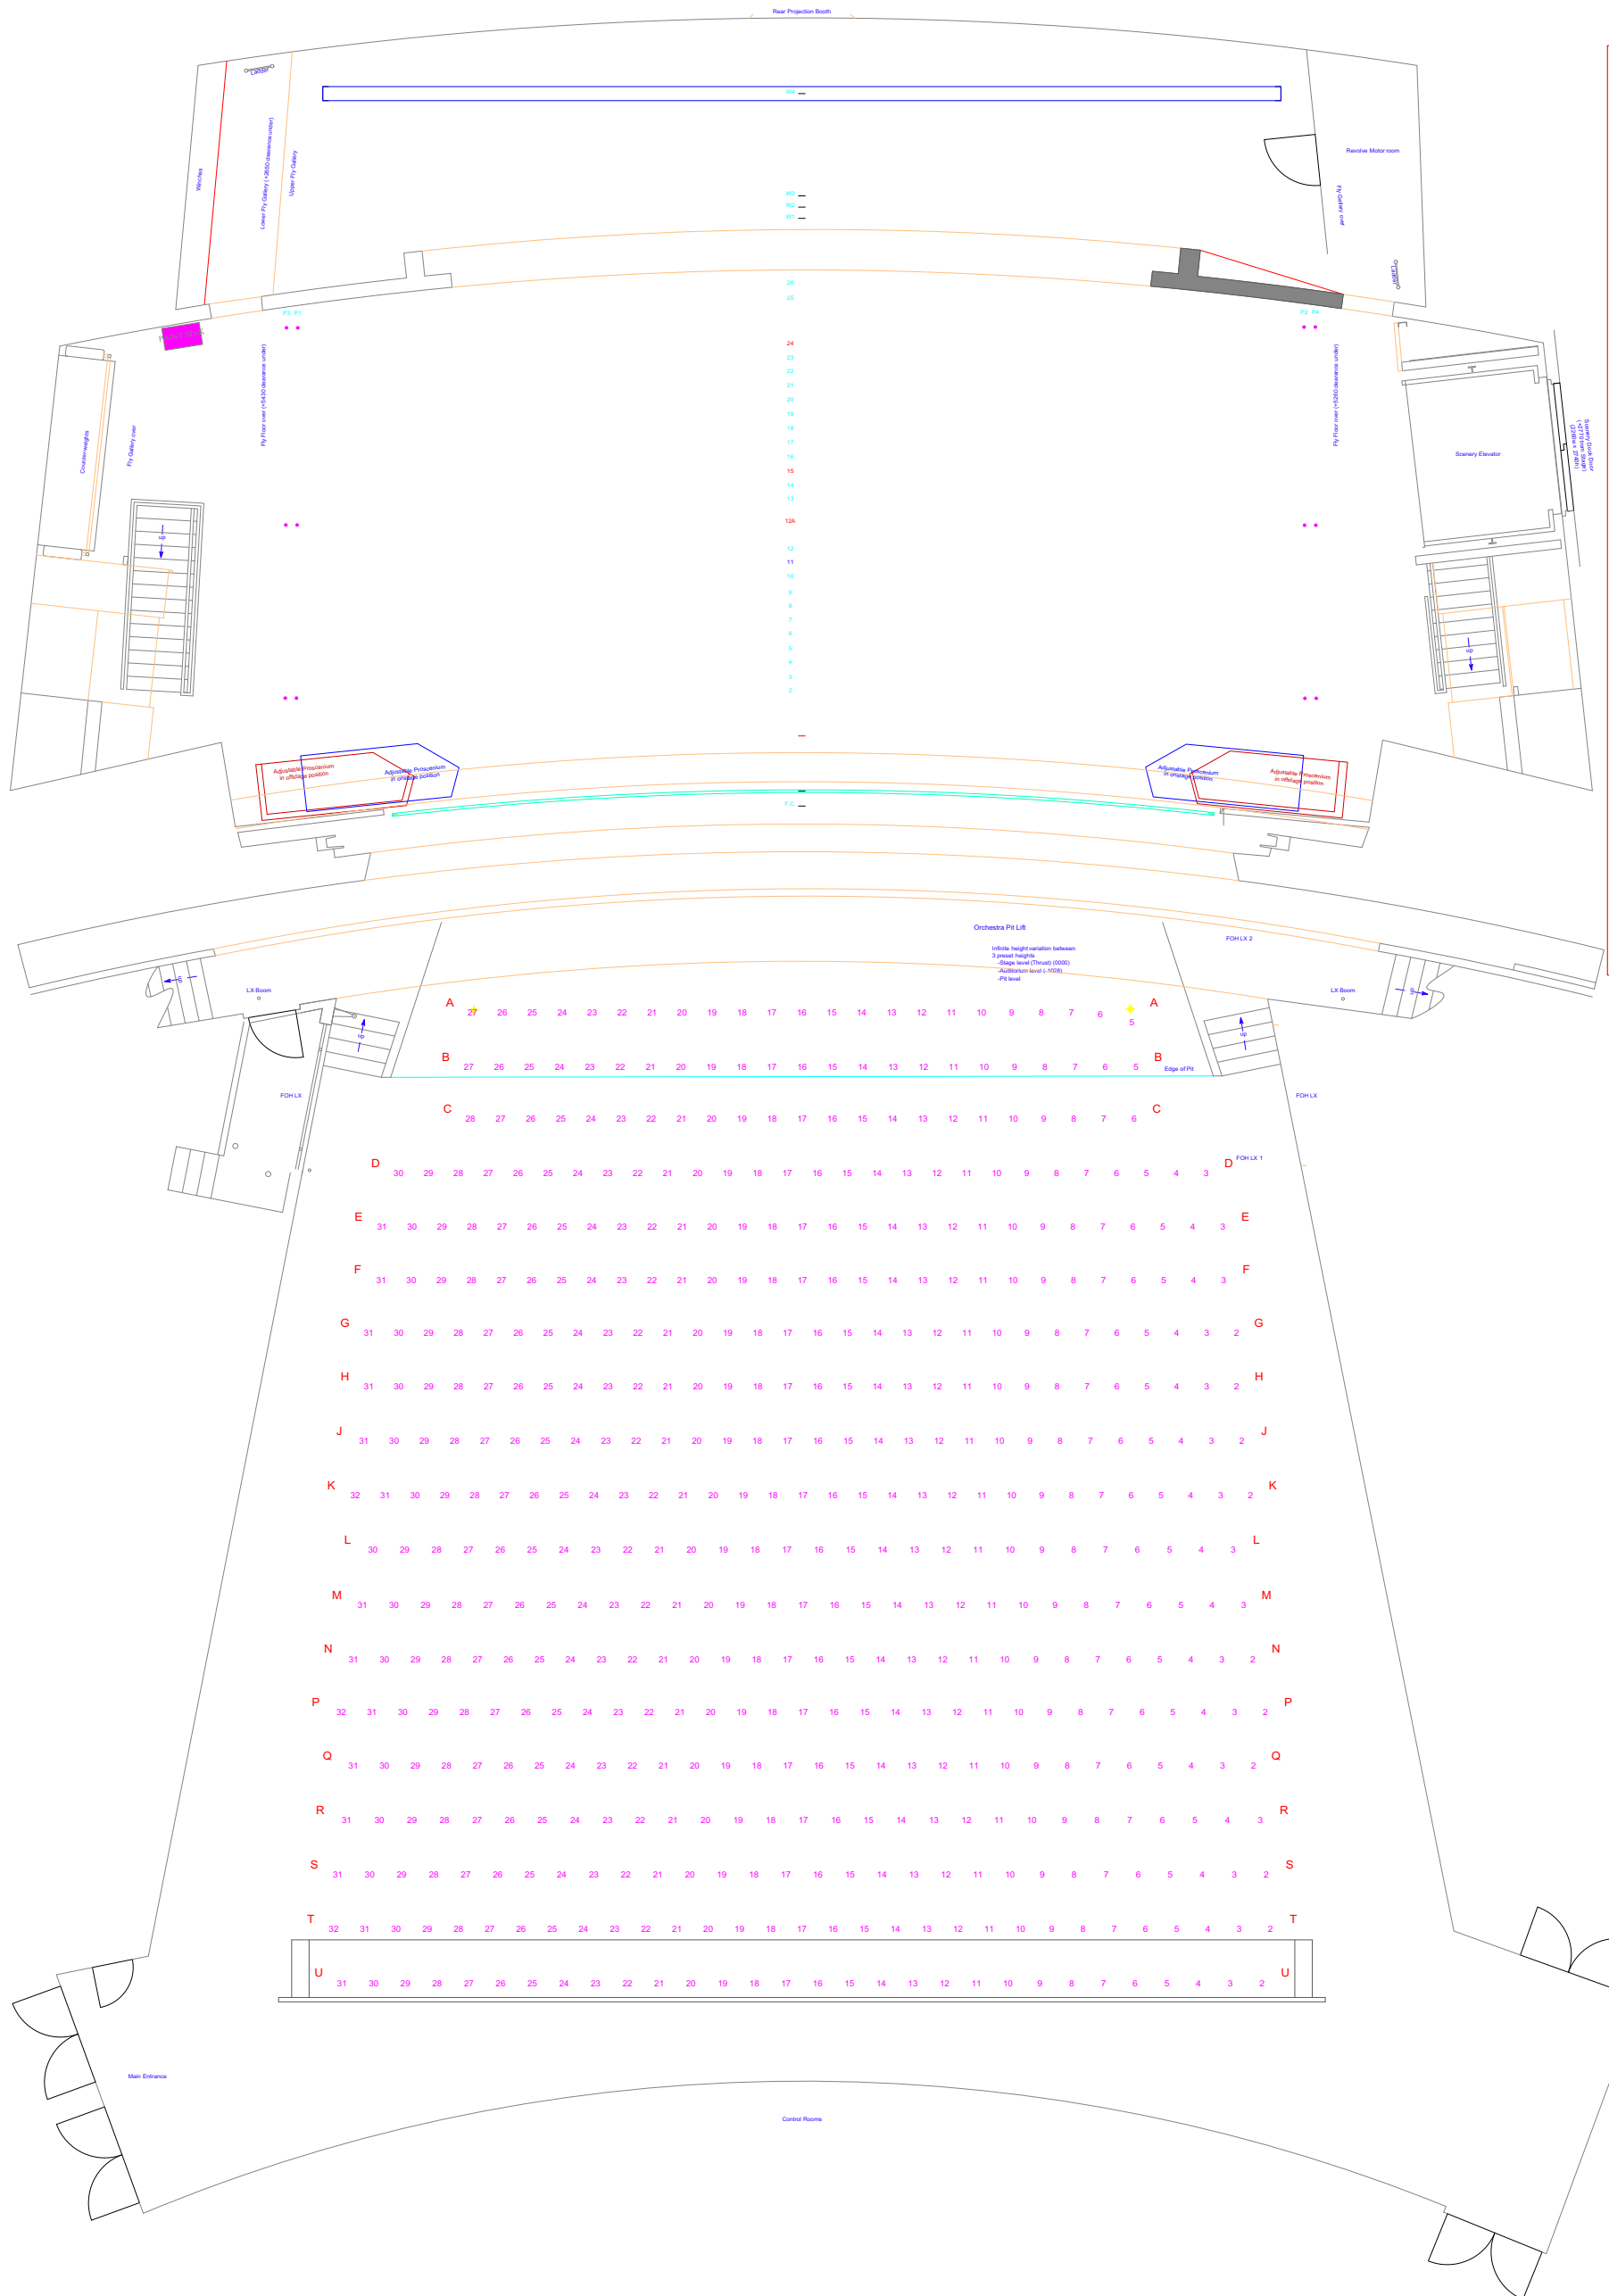 Rear Projection Booth
Ladder
W4
Winches
Lower Fly Gallery (+2650 clearance under)
Upper Fly Gallery
Revolve Motor room
Fly Gallery over
W3
W2
W1
Ladder
26
25
P3 P1
P2 P4
24
23
22
21
20
19
18
17
16
15
14
13
12A
12
11
10
9
8
7
6
5
4
3
2
Counter-weights
Fly Gallery over
Fly Floor over (+5430 clearance under)
Fly Floor over (+5260 clearance under)
Scenery Elevator
Scenery Dock Door
up
up
Adjustable Proscenium
in offstage position
Adjustable Proscenium
in onstage position
Adjustable Proscenium
in onstage position
Adjustable Proscenium
in offstage position
F.C
Orchestra Pit Lift
Infinite height variation between
3 preset heights
-Stage level (Thrust) (0000)
-Auditorium level (-1026)
-Pit level
FOH LX 2
LX Boom
LX Boom
up
up
A 27 26 25 24 23 22 21 20 19 18 17 16 15 14 13 12 11 10 9 8 7 6 5 A
B 27 26 25 24 23 22 21 20 19 18 17 16 15 14 13 12 11 10 9 8 7 6 5 B
Edge of Pit
FOH LX
FOH LX
C 28 27 26 25 24 23 22 21 20 19 18 17 16 15 14 13 12 11 10 9 8 7 6 C
D 30 29 28 27 26 25 24 23 22 21 20 19 18 17 16 15 14 13 12 11 10 9 8 7 6 5 4 3 D
FOH LX 1
E 31 30 29 28 27 26 25 24 23 22 21 20 19 18 17 16 15 14 13 12 11 10 9 8 7 6 5 4 3 E
F 31 30 29 28 27 26 25 24 23 22 21 20 19 18 17 16 15 14 13 12 11 10 9 8 7 6 5 4 3 F
G 31 30 29 28 27 26 25 24 23 22 21 20 19 18 17 16 15 14 13 12 11 10 9 8 7 6 5 4 3 2 G
H 31 30 29 28 27 26 25 24 23 22 21 20 19 18 17 16 15 14 13 12 11 10 9 8 7 6 5 4 3 2 H
J 31 30 29 28 27 26 25 24 23 22 21 20 19 18 17 16 15 14 13 12 11 10 9 8 7 6 5 4 3 2 J
K 32 31 30 29 28 27 26 25 24 23 22 21 20 19 18 17 16 15 14 13 12 11 10 9 8 7 6 5 4 3 2 K
L 30 29 28 27 26 25 24 23 22 21 20 19 18 17 16 15 14 13 12 11 10 9 8 7 6 5 4 3 L
M 31 30 29 28 27 26 25 24 23 22 21 20 19 18 17 16 15 14 13 12 11 10 9 8 7 6 5 4 3 M
N 31 30 29 28 27 26 25 24 23 22 21 20 19 18 17 16 15 14 13 12 11 10 9 8 7 6 5 4 3 2 N
P 32 31 30 29 28 27 26 25 24 23 22 21 20 19 18 17 16 15 14 13 12 11 10 9 8 7 6 5 4 3 2 P
Q 31 30 29 28 27 26 25 24 23 22 21 20 19 18 17 16 15 14 13 12 11 10 9 8 7 6 5 4 3 2 Q
R 31 30 29 28 27 26 25 24 23 22 21 20 19 18 17 16 15 14 13 12 11 10 9 8 7 6 5 4 3 R
S 31 30 29 28 27 26 25 24 23 22 21 20 19 18 17 16 15 14 13 12 11 10 9 8 7 6 5 4 3 2 S
T 32 31 30 29 28 27 26 25 24 23 22 21 20 19 18 17 16 15 14 13 12 11 10 9 8 7 6 5 4 3 2 T
U 31 30 29 28 27 26 25 24 23 22 21 20 19 18 17 16 15 14 13 12 11 10 9 8 7 6 5 4 3 2 U
Main Entrance
Control Rooms